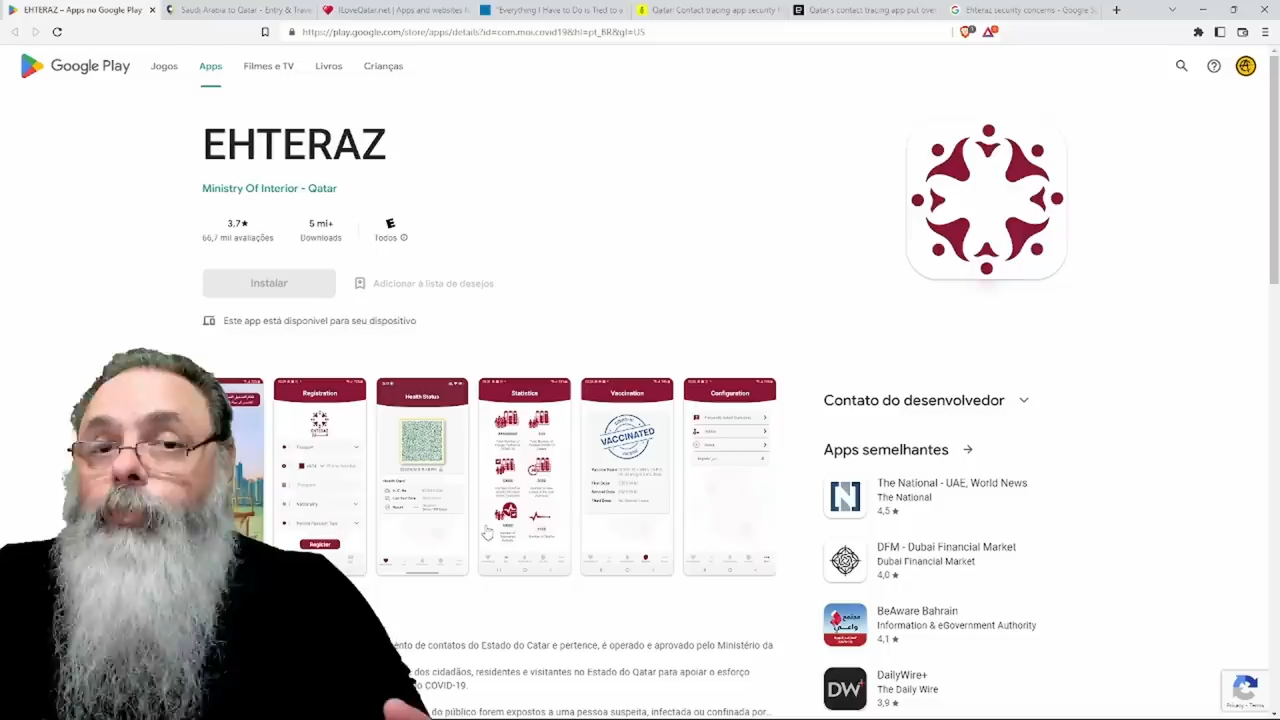 EHTERAZ – Apps no Google Play
Saudi Arabia to Qatar - Entry & Trave
ILoveQatar.net | Apps and websites f
"Everything I Have to Do is Tied to a
Qatar: Contact tracing app security f
Qatar's contact tracing app put over
Ehteraz security concerns - Google S
https://play.google.com/store/apps/details?id=com.moi.covid19&hl=pt_BR&gl=US
Google Play
Jogos
Apps
Filmes e TV
Livros
Crianças
EHTERAZ
Ministry Of Interior - Qatar
3,7★
5 mi+
E
66,7 mil avaliações
Downloads
Todos
Instalar
Adicionar à lista de desejos
Este app está disponível para seu dispositivo
Registration
Health Status
Statistics
Vaccination
Configuration
VACCINATED
Nationality
Register
Contato do desenvolvedor
Apps semelhantes
The National - UAE, World News
The National
4,5★
DFM - Dubai Financial Market
Dubai Financial Market
4,0★
BeAware Bahrain
Information & eGovernment Authority
4,1★
DW
DailyWire+
The Daily Wire
3,9★
ento de contatos do Estado do Catar e pertence, é operado e aprovado pelo Ministério da
dos cidadãos, residentes e visitantes no Estado do Qatar para apoiar o esforço
o COVID-19.
do público forem expostos a uma pessoa suspeita, infectada ou confinada por...
Privacy - Terms